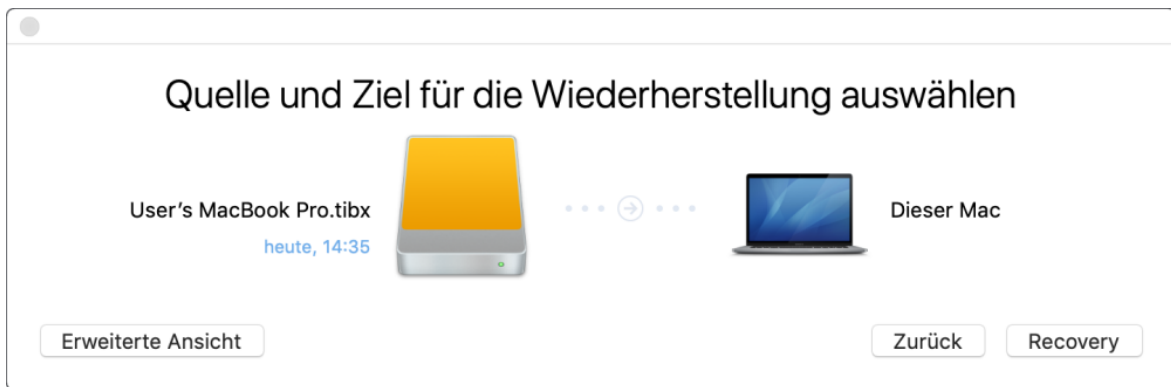 Quelle und Ziel für die Wiederherstellung auswählen
User's MacBook Pro.tibx
heute, 14:35
Dieser Mac
Erweiterte Ansicht
Zurück
Recovery